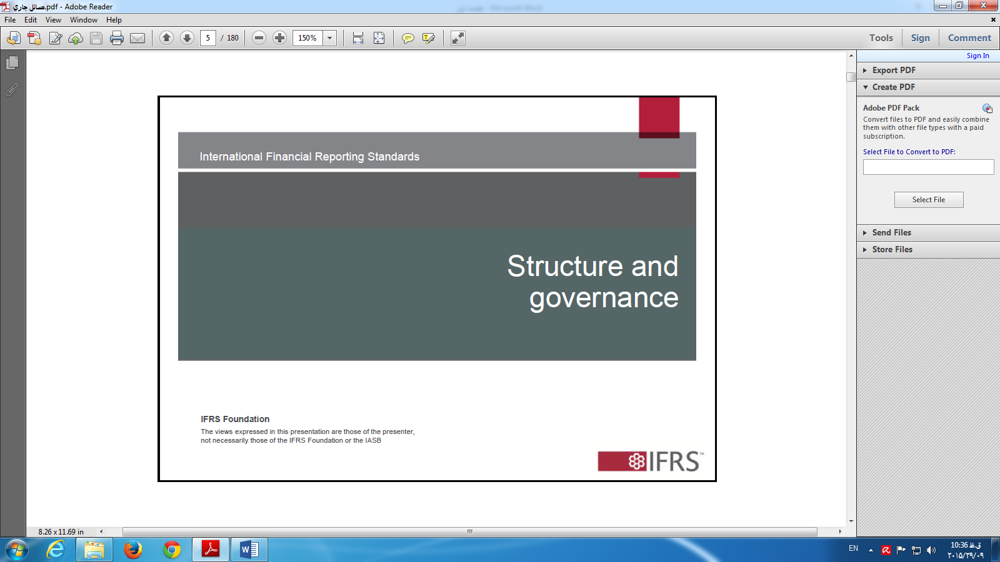 مسائل جاري.pdf - Adobe Reader
File Edit View Window Help
5 / 180 150% Tools Sign Comment
Sign In
Export PDF
Create PDF
Adobe PDF Pack
Convert files to PDF and easily combine
them with other file types with a paid
subscription.
Select File to Convert to PDF:
Select File
Send Files
Store Files
International Financial Reporting Standards
Structure and
governance
IFRS Foundation
The views expressed in this presentation are those of the presenter,
not necessarily those of the IFRS Foundation or the IASB
IFRS™
8.26 x 11.69 in
EN
10:36 ق.ظ
٢٠١٥/٢٩/٠٩